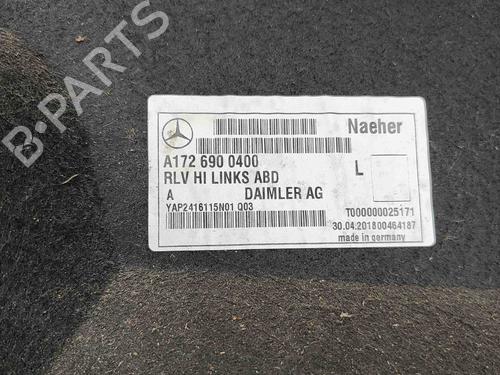 B-PARTS
Naeher
A172 690 0400
RLV HI LINKS ABD
L
A
DAIMLER AG
YAP2416115N01 Q03
T000000025171
30.04.201800464187
made in germany